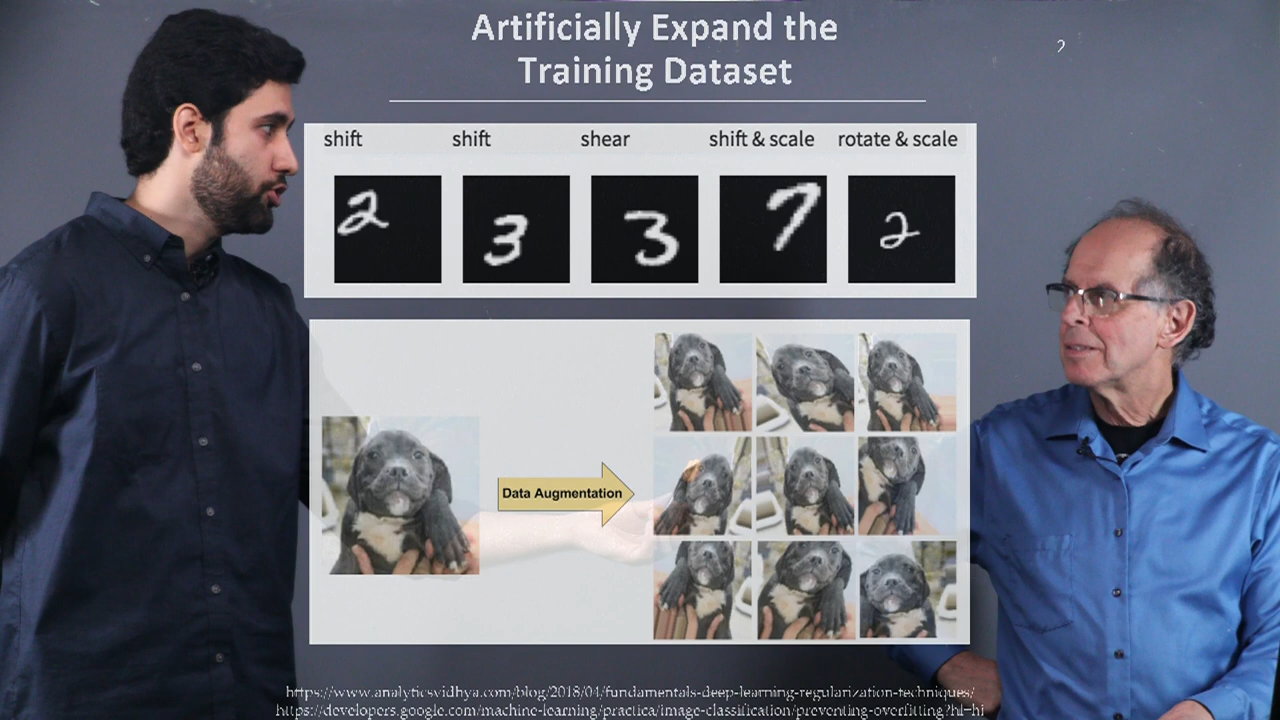 Artificially Expand the
Training Dataset
?
shift shift shear shift & scale rotate & scale
2 3 3 7 2
Data Augmentation
https://www.analyticsvidhya.com/blog/2018/04/fundamentals-deep-learning-regularization-techniques/
https://developers.google.com/machine-learning/practica/image-classification/preventing-overfitting?hl=hi